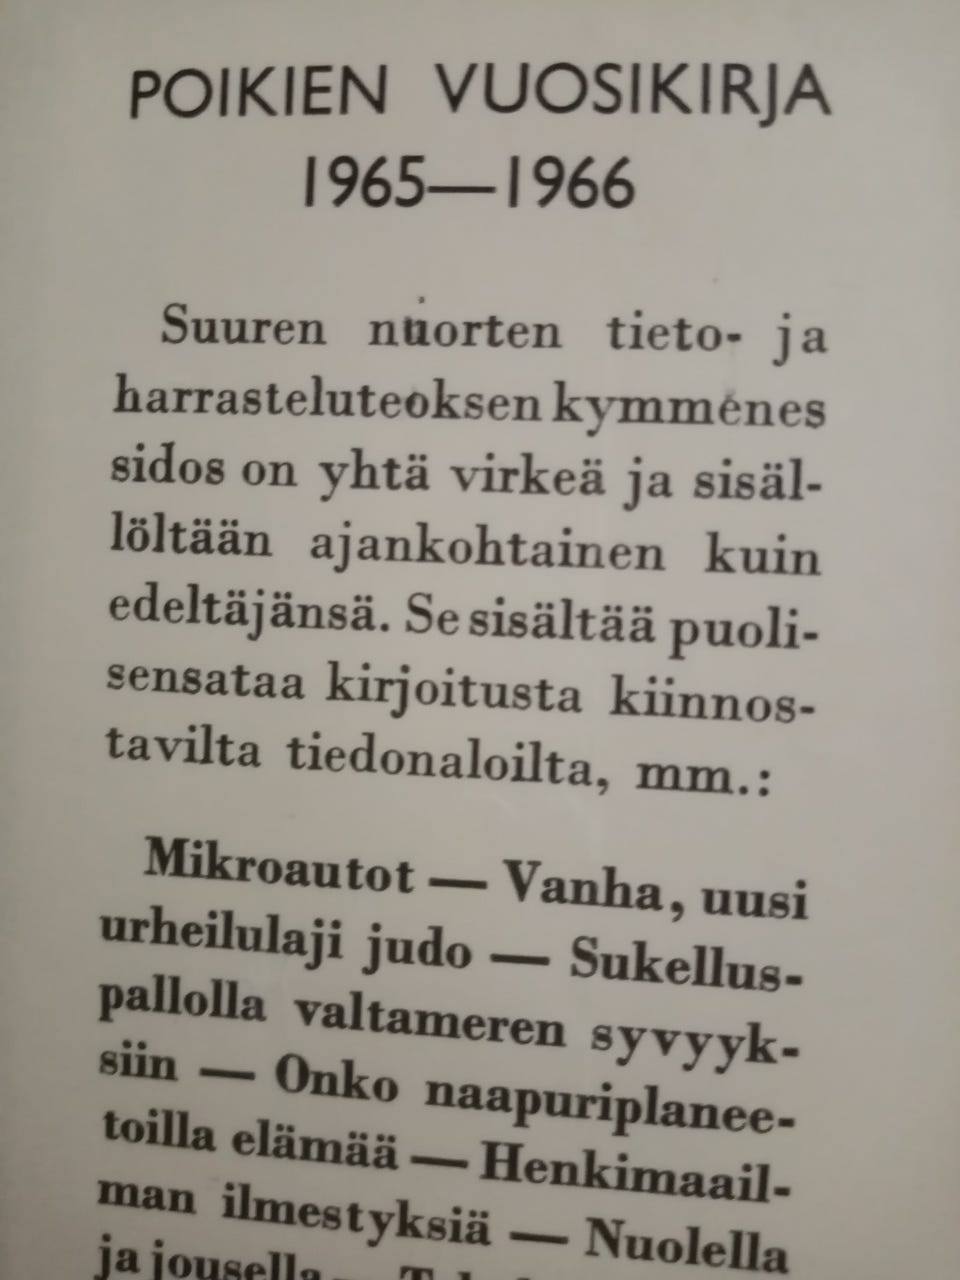 POIKIEN VUOSIKIRJA
1965—1966
Suuren nuorten tieto- ja
harrasteluteoksen kymmenes
sidos on yhtä virkeä ja sisäl-
löltään ajankohtainen kuin
edeltäjänsä. Se sisältää puoli-
sensataa kirjoitusta kiinnos-
tavilta tiedonaloilta, mm.:
Mikroautot — Vanha, uusi
urheilulaji judo — Sukellus-
pallolla valtameren syvyyk-
siin — Onko naapuriplanee-
toilla elämää — Henkimaail-
man ilmestyksiä — Nuolella
ja jousella —